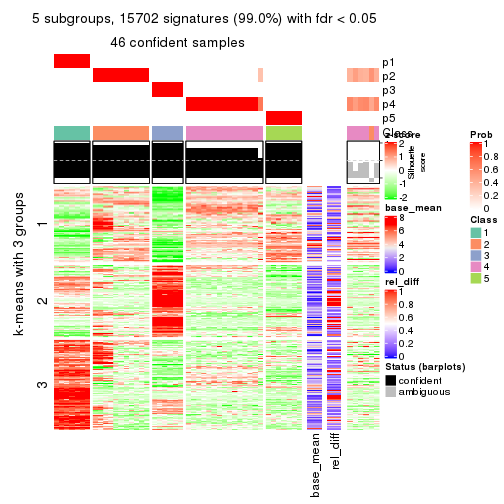 5 subgroups, 15702 signatures (99.0%) with fdr < 0.05
46 confident samples
p1
p2
p3
p4
p5
Class
Silhouette
score
k-means with 3 groups
1
2
3
base_mean
rel_diff
z-score
2
1
0
-1
-2
base_mean
8
6
4
2
0
rel_diff
1
0.8
0.6
0.4
0.2
0
Status (barplots)
confident
ambiguous
Prob
1
0.8
0.6
0.4
0.2
0
Class
1
2
3
4
5